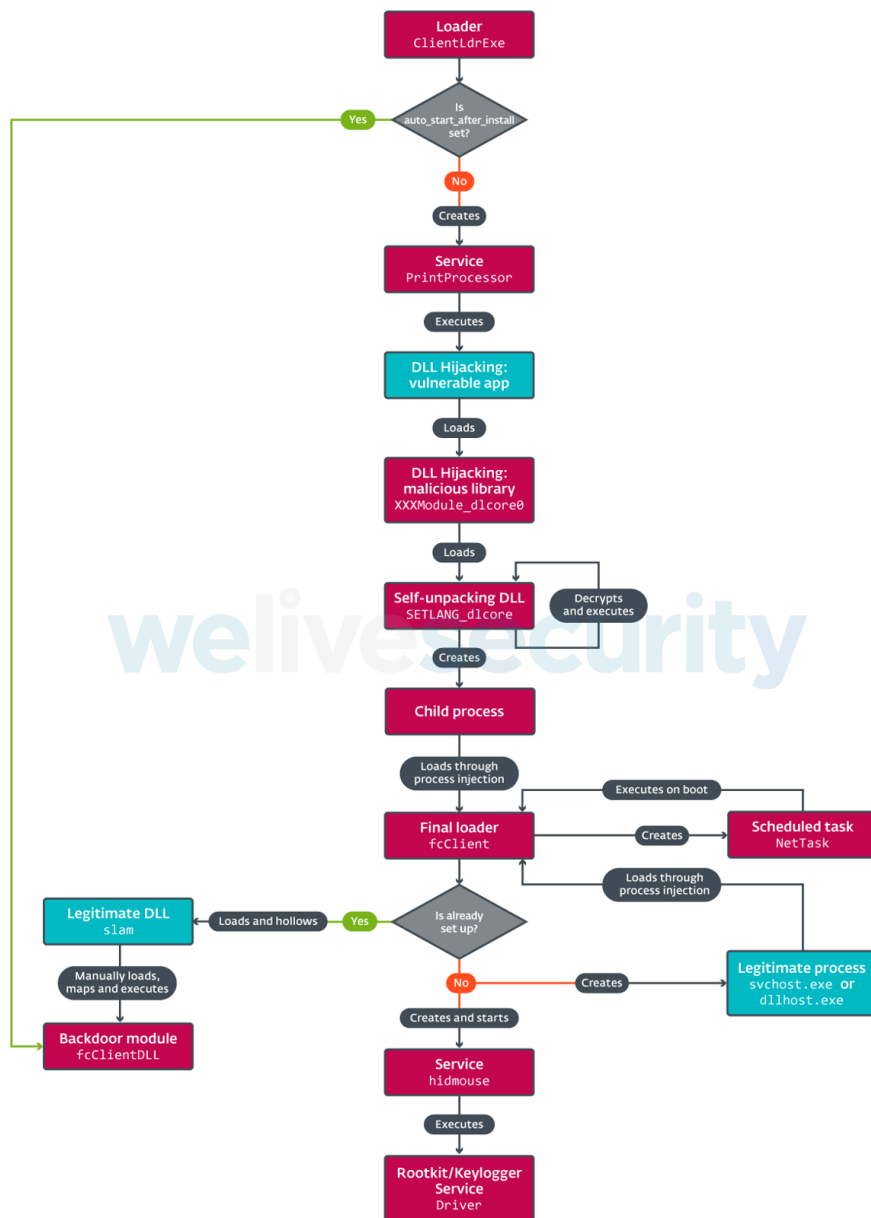 Loader
ClientLdrExe
Is
auto_start_after_install
set?
Yes
No
Creates
Service
PrintProcessor
Executes
DLL Hijacking:
vulnerable app
Loads
DLL Hijacking:
malicious library
XXXModule_dlcore0
Loads
Self-unpacking DLL
SETLANG_dlcore
Decrypts
and executes
welivesecurity
Creates
Child process
Loads through
process injection
Executes on boot
Final loader
fcClient
Creates
Scheduled task
NetTask
Loads through
process injection
Legitimate DLL
slam
Loads and hollows
Yes
Is already
set up?
Manually loads,
maps and executes
No
Creates
Legitimate process
svchost.exe or
dllhost.exe
Creates and starts
Backdoor module
fcClientDLL
Service
hidmouse
Executes
Rootkit/Keylogger
Service
Driver